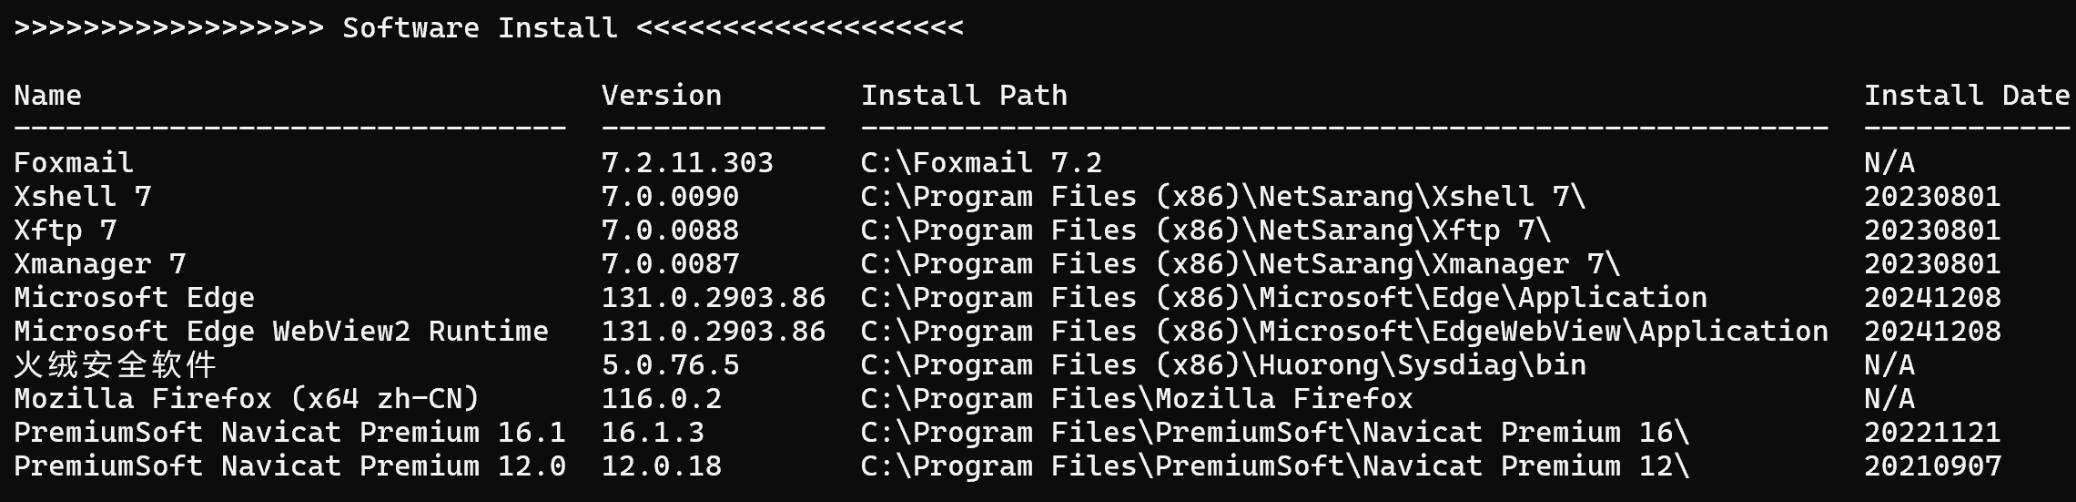 >>>>>>>>>>>>>>>>>> Software Install <<<<<<<<<<<<<<<<<<<
Name                              Version        Install Path                                              Install Date
--------------------------------  -------------  --------------------------------------------------------  ------------
Foxmail                           7.2.11.303     C:\Foxmail 7.2                                            N/A
Xshell 7                          7.0.0090       C:\Program Files (x86)\NetSarang\Xshell 7\                20230801
Xftp 7                            7.0.0088       C:\Program Files (x86)\NetSarang\Xftp 7\                  20230801
Xmanager 7                        7.0.0087       C:\Program Files (x86)\NetSarang\Xmanager 7\              20230801
Microsoft Edge                    131.0.2903.86  C:\Program Files (x86)\Microsoft\Edge\Application         20241208
Microsoft Edge WebView2 Runtime   131.0.2903.86  C:\Program Files (x86)\Microsoft\EdgeWebView\Application  20241208
火绒安全软件                      5.0.76.5       C:\Program Files (x86)\Huorong\Sysdiag\bin                N/A
Mozilla Firefox (x64 zh-CN)       116.0.2        C:\Program Files\Mozilla Firefox                          N/A
PremiumSoft Navicat Premium 16.1  16.1.3         C:\Program Files\PremiumSoft\Navicat Premium 16\          20221121
PremiumSoft Navicat Premium 12.0  12.0.18        C:\Program Files\PremiumSoft\Navicat Premium 12\          20210907